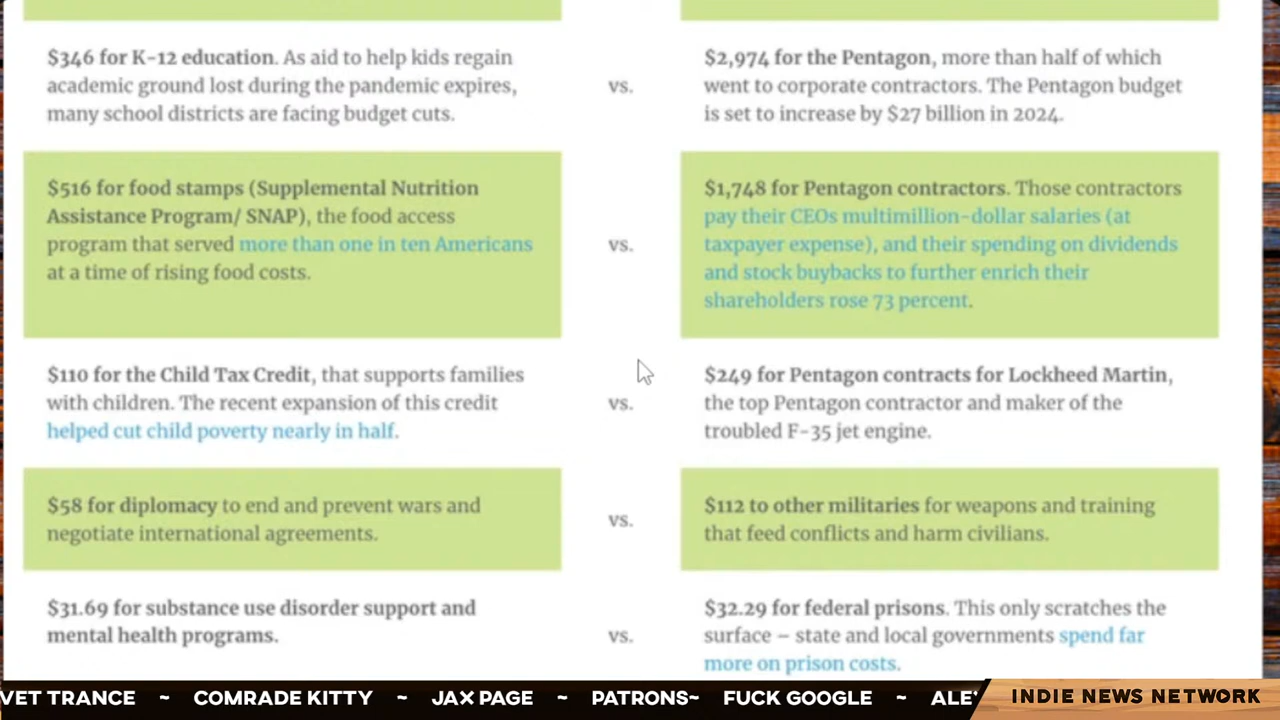 $346 for K-12 education. As aid to help kids regain
academic ground lost during the pandemic expires,
many school districts are facing budget cuts.
vs.
$2,974 for the Pentagon, more than half of which
went to corporate contractors. The Pentagon budget
is set to increase by $27 billion in 2024.
$516 for food stamps (Supplemental Nutrition
Assistance Program/ SNAP), the food access
program that served more than one in ten Americans
at a time of rising food costs.
vs.
$1,748 for Pentagon contractors. Those contractors
pay their CEOs multimillion-dollar salaries (at
taxpayer expense), and their spending on dividends
and stock buybacks to further enrich their
shareholders rose 73 percent.
$110 for the Child Tax Credit, that supports families
with children. The recent expansion of this credit
helped cut child poverty nearly in half.
vs.
$249 for Pentagon contracts for Lockheed Martin,
the top Pentagon contractor and maker of the
troubled F-35 jet engine.
$58 for diplomacy to end and prevent wars and
negotiate international agreements.
vs.
$112 to other militaries for weapons and training
that feed conflicts and harm civilians.
$31.69 for substance use disorder support and
mental health programs.
vs.
$32.29 for federal prisons. This only scratches the
surface – state and local governments spend far
more on prison costs.
VET TRANCE ~ COMRADE KITTY ~ JAX PAGE ~ PATRONS~ FUCK GOOGLE ~ ALE
INDIE NEWS NETWORK